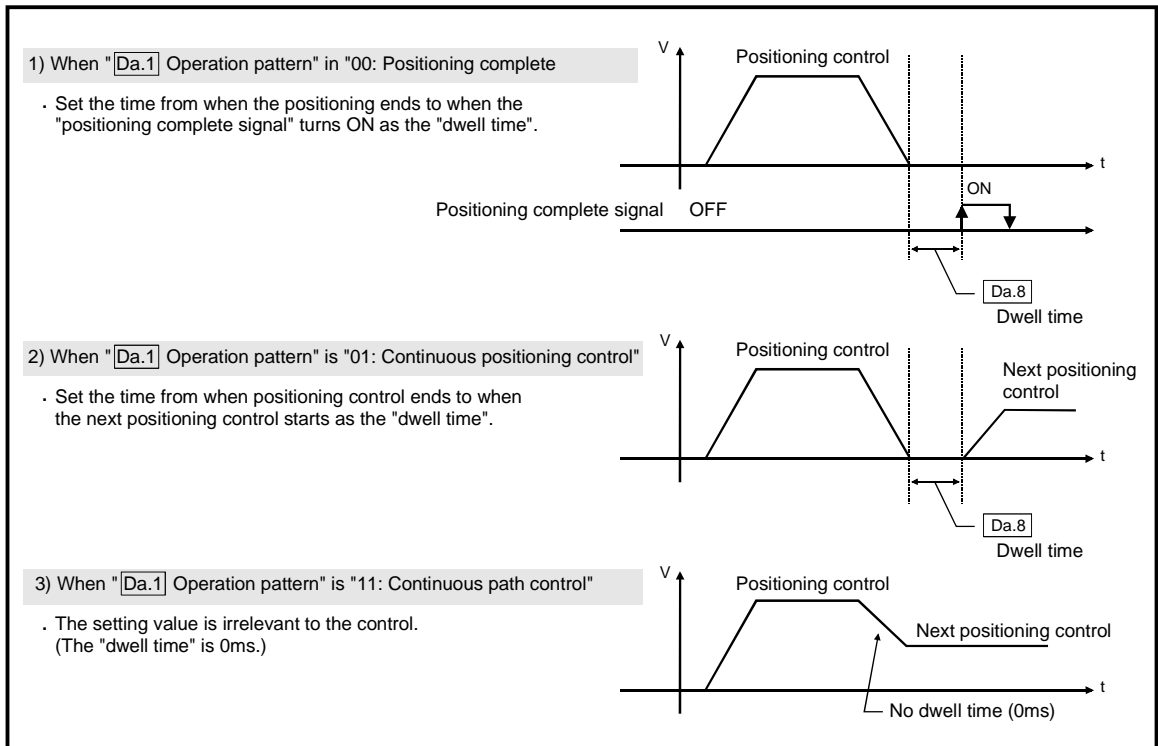 1) When "Da.1 Operation pattern" in "00: Positioning complete
. Set the time from when the positioning ends to when the
"positioning complete signal" turns ON as the "dwell time".
V
Positioning control
t
ON
Positioning complete signal OFF
Da.8
Dwell time
2) When "Da.1 Operation pattern" is "01: Continuous positioning control"
. Set the time from when positioning control ends to when
the next positioning control starts as the "dwell time".
V
Positioning control
Next positioning
control
t
Da.8
Dwell time
3) When "Da.1 Operation pattern" is "11: Continuous path control"
. The setting value is irrelevant to the control.
(The "dwell time" is 0ms.)
V
Positioning control
Next positioning control
t
No dwell time (0ms)